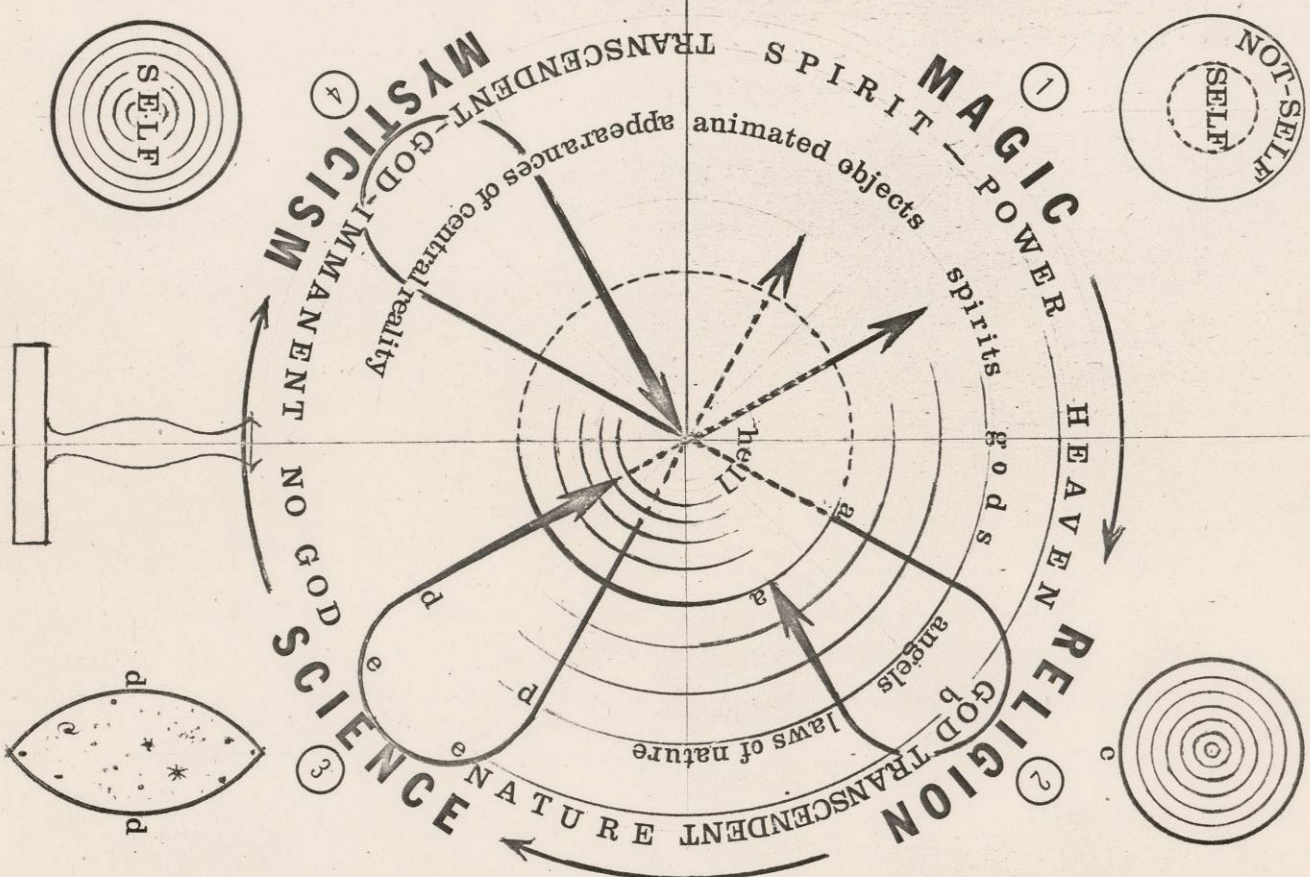 MAGIC
1
NOT-SELF
SELF
SPIRIT-POWER
animated objects
spirits gods
HEAVEN
RELIGION
2
c
hell
a
a
angels
b
GOD TRANSCENDENT
laws of nature
SCIENCE
3
NATURE
d
d
e
e
d
d
NO GOD
MYSTICISM
4
SELF
TRANSCENDENT-GOD-IMMANENT
appearances of central reality